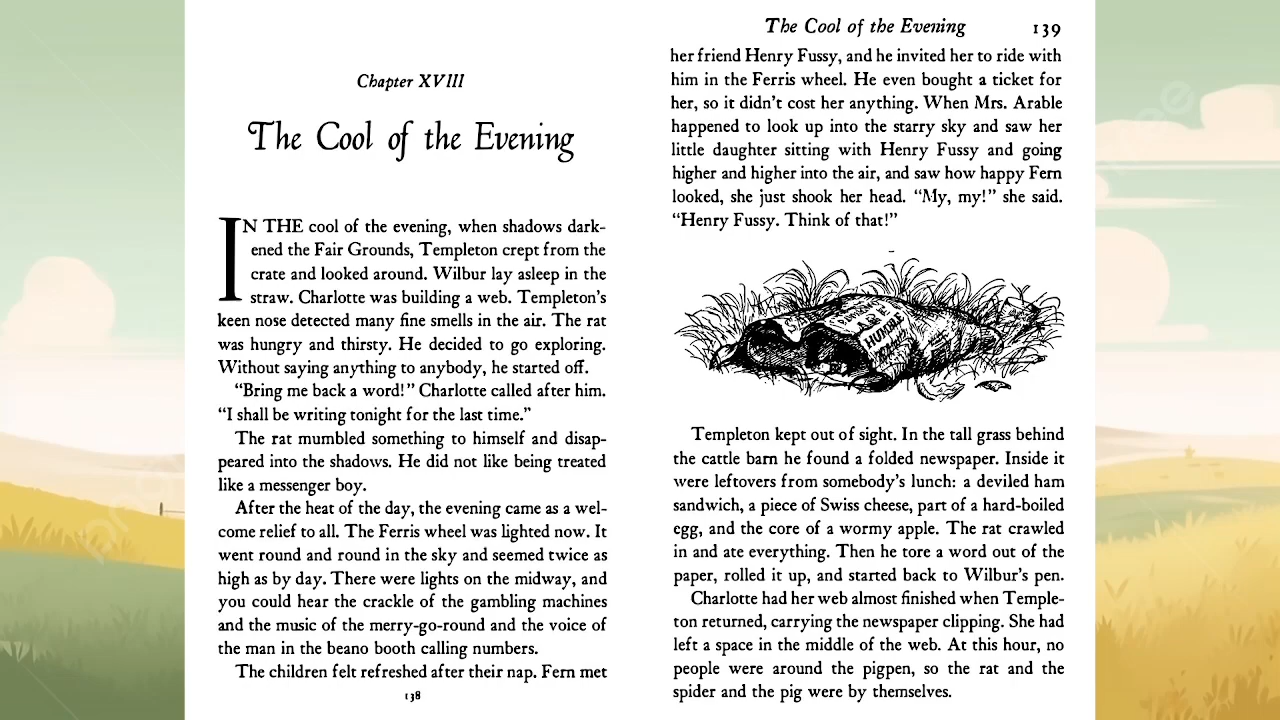 Chapter XVIII
The Cool of the Evening
IN THE cool of the evening, when shadows dark-
ened the Fair Grounds, Templeton crept from the
crate and looked around. Wilbur lay asleep in the
straw. Charlotte was building a web. Templeton's
keen nose detected many fine smells in the air. The rat
was hungry and thirsty. He decided to go exploring.
Without saying anything to anybody, he started off.
“Bring me back a word!” Charlotte called after him.
“I shall be writing tonight for the last time.”
The rat mumbled something to himself and disap-
peared into the shadows. He did not like being treated
like a messenger boy.
After the heat of the day, the evening came as a wel-
come relief to all. The Ferris wheel was lighted now. It
went round and round in the sky and seemed twice as
high as by day. There were lights on the midway, and
you could hear the crackle of the gambling machines
and the music of the merry-go-round and the voice of
the man in the beano booth calling numbers.
The children felt refreshed after their nap. Fern met
138
The Cool of the Evening 139
her friend Henry Fussy, and he invited her to ride with
him in the Ferris wheel. He even bought a ticket for
her, so it didn't cost her anything. When Mrs. Arable
happened to look up into the starry sky and saw her
little daughter sitting with Henry Fussy and going
higher and higher into the air, and saw how happy Fern
looked, she just shook her head. “My, my!” she said.
“Henry Fussy. Think of that!”
HUMBLE
Templeton kept out of sight. In the tall grass behind
the cattle barn he found a folded newspaper. Inside it
were leftovers from somebody's lunch: a deviled ham
sandwich, a piece of Swiss cheese, part of a hard-boiled
egg, and the core of a wormy apple. The rat crawled
in and ate everything. Then he tore a word out of the
paper, rolled it up, and started back to Wilbur's pen.
Charlotte had her web almost finished when Temple-
ton returned, carrying the newspaper clipping. She had
left a space in the middle of the web. At this hour, no
people were around the pigpen, so the rat and the
spider and the pig were by themselves.